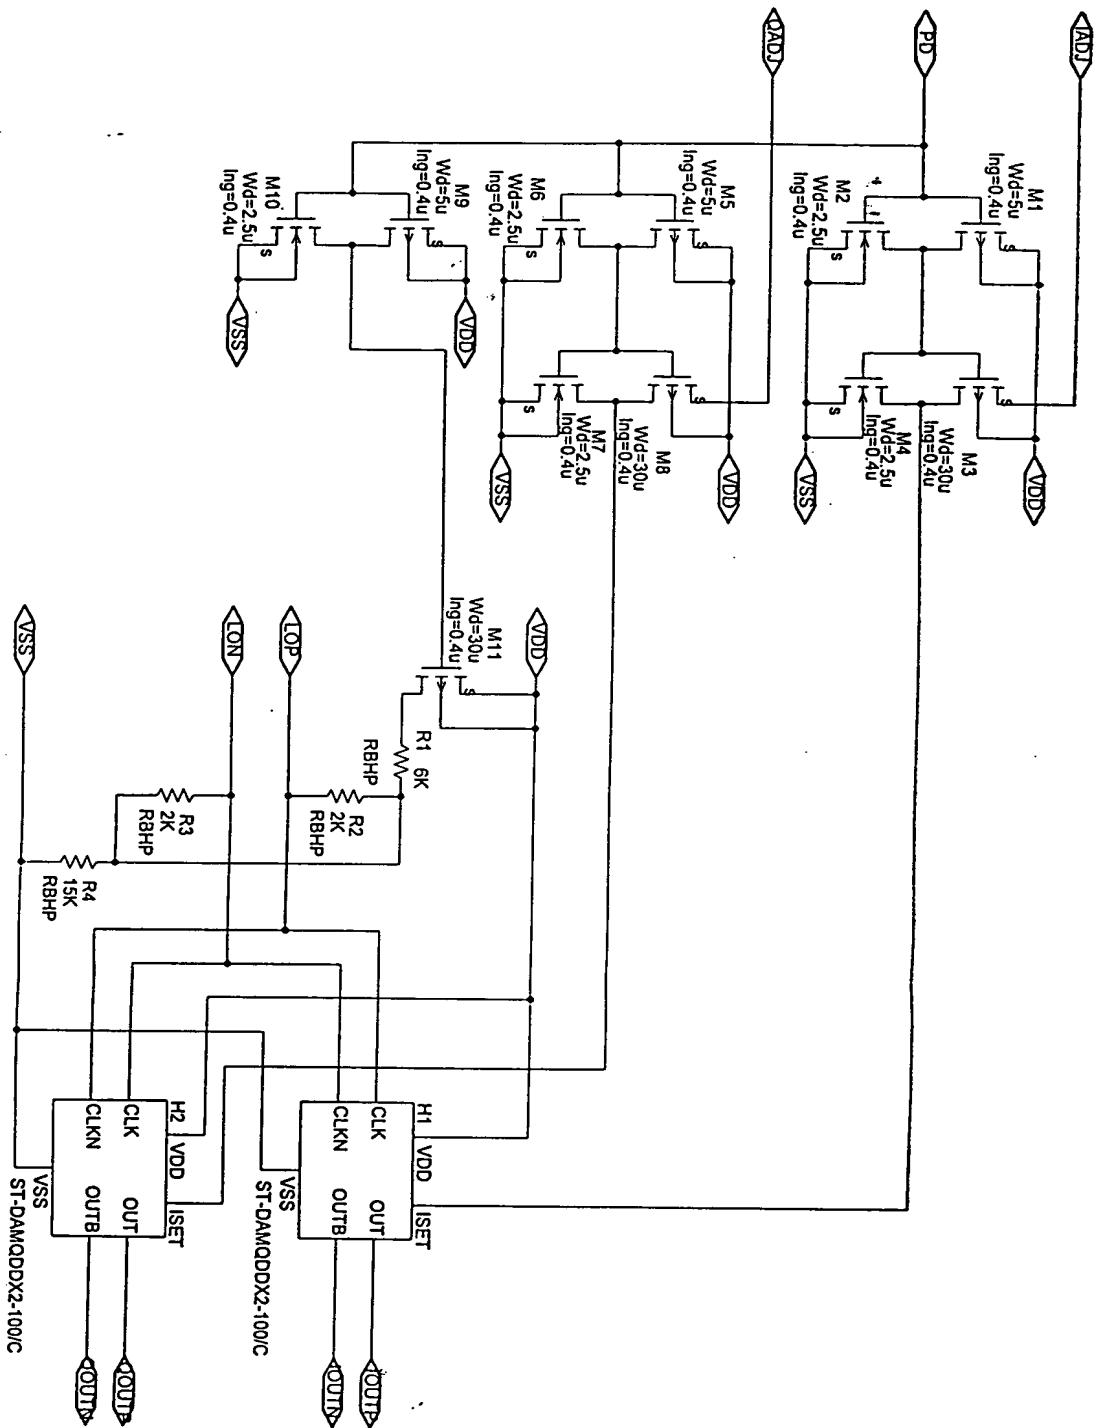 IADJ
M1
Wd=5u
lng=0.4u
VDD
M3
Wd=30u
lng=0.4u
PD
M2
Wd=2.5u
lng=0.4u
M4
Wd=2.5u
lng=0.4u
VSS
S
S
S
S
QADJ
M5
Wd=5u
lng=0.4u
VDD
M8
Wd=30u
lng=0.4u
M6
Wd=2.5u
lng=0.4u
M7
Wd=2.5u
lng=0.4u
VSS
S
S
S
S
M9
Wd=5u
lng=0.4u
VDD
M10
Wd=2.5u
lng=0.4u
VSS
S
S
VDD
M11
Wd=30u
lng=0.4u
S
R1 6K
RBHP
LOP
R2
2K
RBHP
LON
R3
2K
RBHP
R4
15K
RBHP
VSS
H1 VDD ISET
CLK OUT
CLKN OUTB
VSS
ST-DAMQDDX2-100/C
IOUTP
IOUTN
H2 VDD ISET
CLK OUT
CLKN OUTB
VSS
ST-DAMQDDX2-100/C
QOUTP
QOUTN